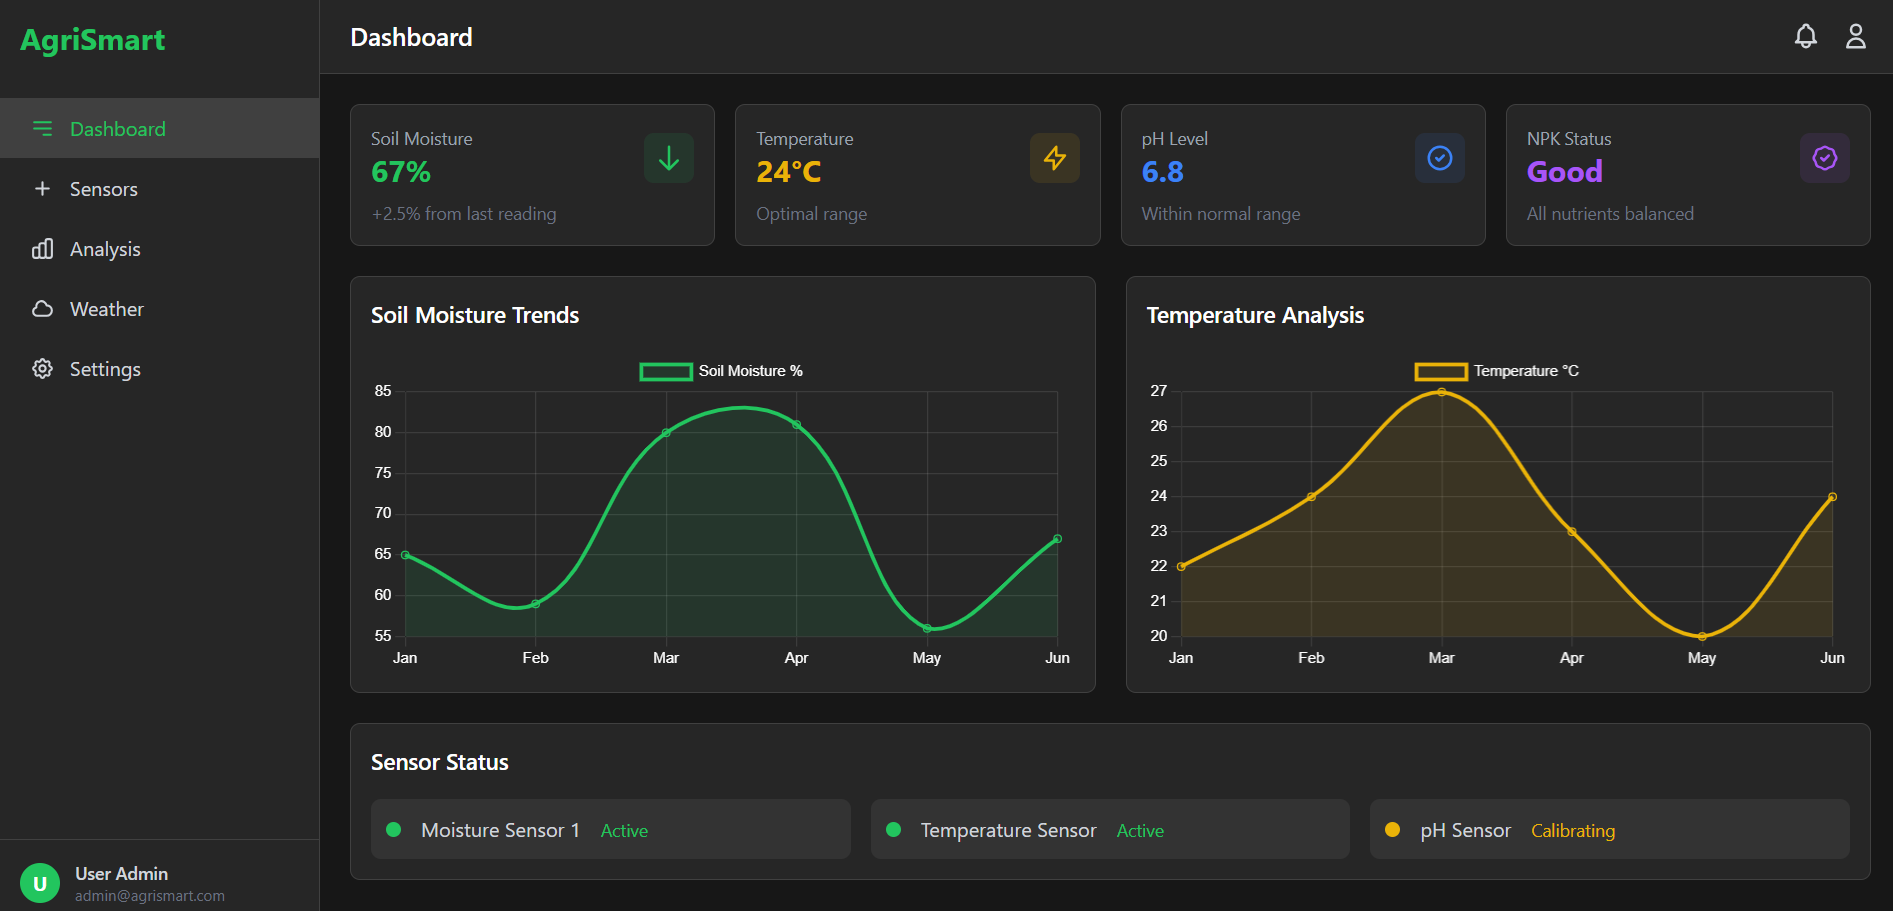 AgriSmart
Dashboard
Sensors
Analysis
Weather
Settings
U
User Admin
admin@agrismart.com
Dashboard
Soil Moisture
67%
+2.5% from last reading
Temperature
24°C
Optimal range
pH Level
6.8
Within normal range
NPK Status
Good
All nutrients balanced
Soil Moisture Trends
Soil Moisture %
85
80
75
70
65
60
55
Jan Feb Mar Apr May Jun
Temperature Analysis
Temperature °C
27
26
25
24
23
22
21
20
Jan Feb Mar Apr May Jun
Sensor Status
Moisture Sensor 1 Active
Temperature Sensor Active
pH Sensor Calibrating